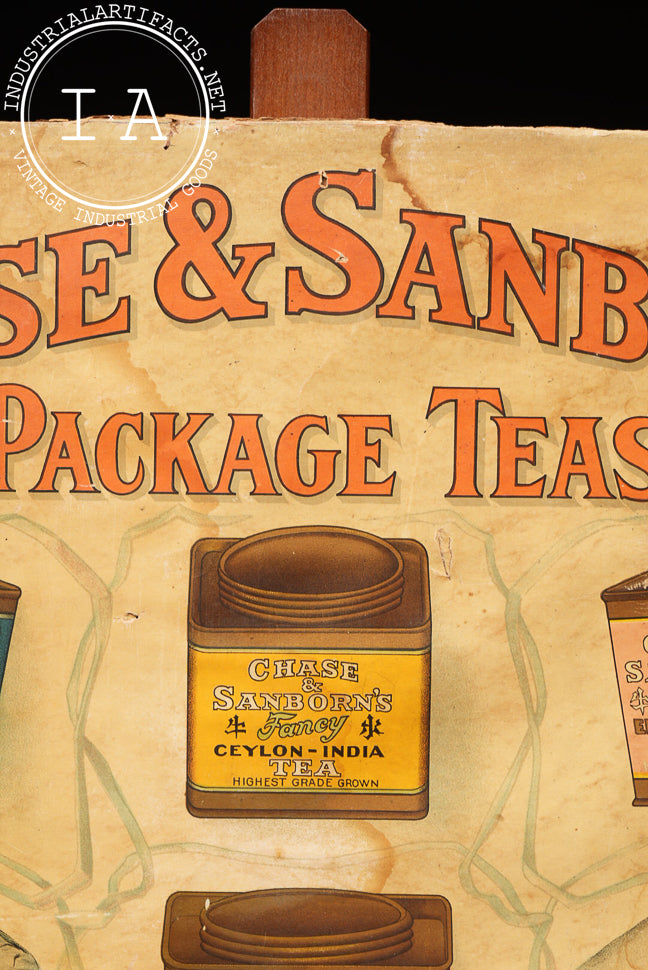 INDUSTRIALARTIFACTS.NET
IA
VINTAGE INDUSTRIAL GOODS
SE & SANB
PACKAGE TEAS
CHASE
&
SANBORN'S
Fancy
CEYLON-INDIA
TEA
HIGHEST GRADE GROWN